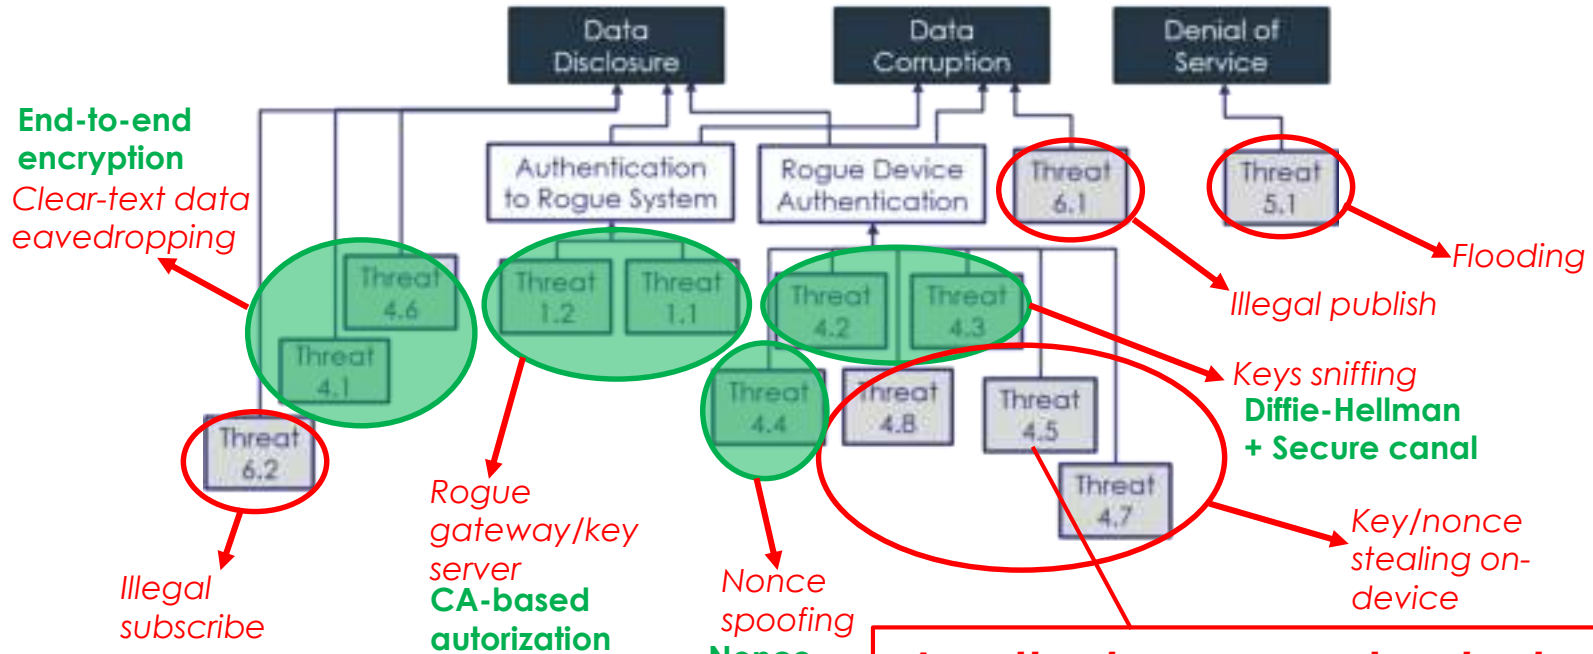 Data
Disclosure
Data
Corruption
Denial of
Service
End-to-end
encryption
Clear-text data
eavedropping
Authentication
to Rogue System
Rogue Device
Authentication
Threat
6.1
Threat
5.1
Flooding
Illegal publish
Threat
4.6
Threat
1.2
Threat
1.1
Threat
4.2
Threat
4.3
Threat
4.1
Threat
4.4
Threat
4.8
Threat
4.5
Keys sniffing
Diffie-Hellman
+ Secure canal
Threat
6.2
Threat
4.7
Rogue
gateway/key
server
CA-based
autorization
Key/nonce
stealing on-
device
Illegal
subscribe
Nonce
spoofing
Nonce